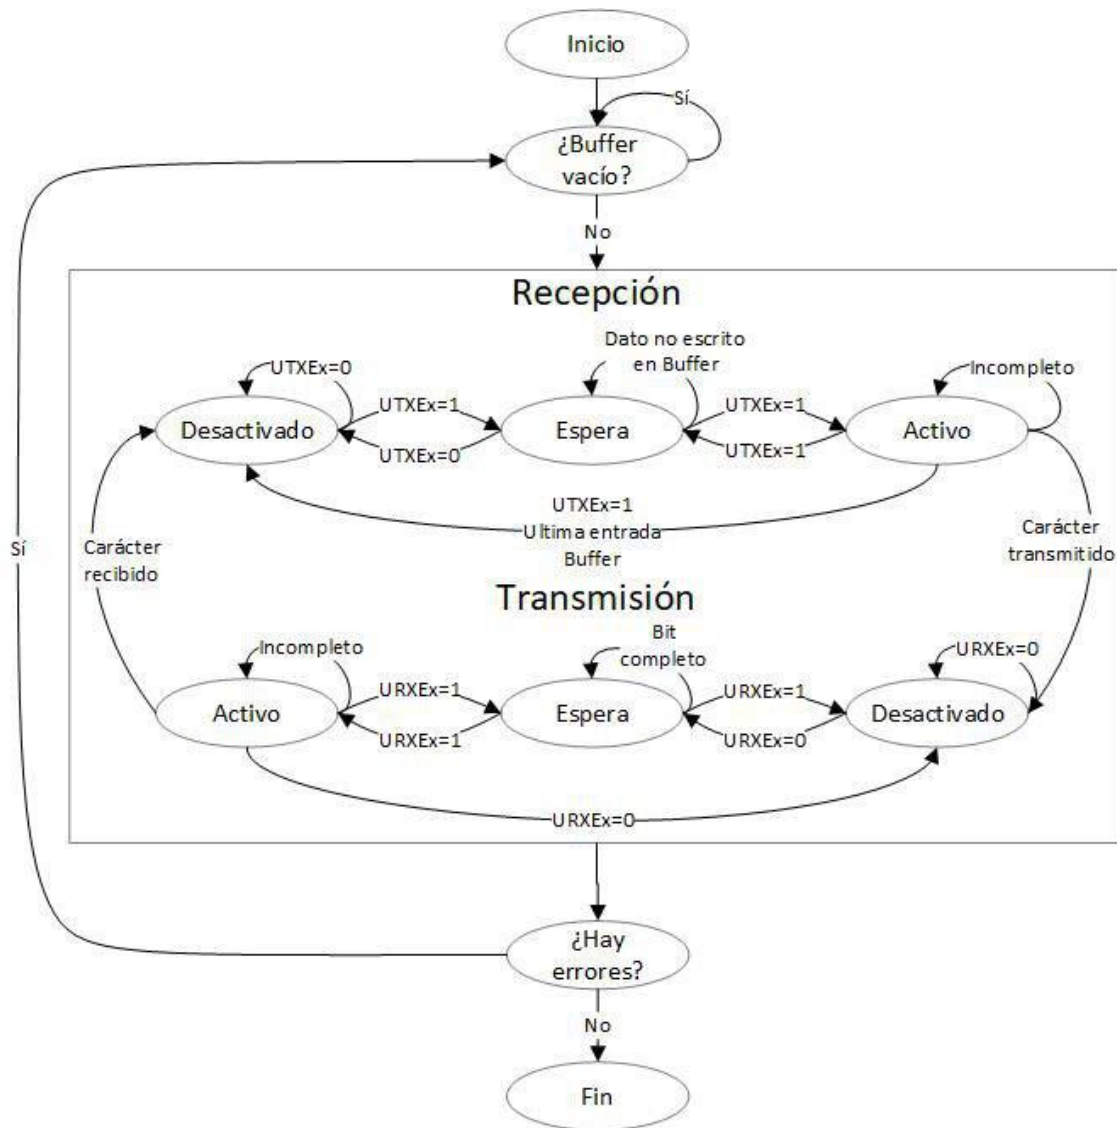 Inicio
Sí
¿Buffer
vacío?
No
Recepción
Dato no escrito
en Buffer
UTXEx=0
Incompleto
UTXEx=1
UTXEx=1
Desactivado
Espera
Activo
UTXEx=0
UTXEx=1
UTXEx=1
Ultima entrada
Buffer
Carácter
transmitido
Sí
Carácter
recibido
Transmisión
Bit
completo
Incompleto
URXEx=0
URXEx=1
URXEx=1
Activo
Espera
Desactivado
URXEx=1
URXEx=0
URXEx=0
¿Hay
errores?
No
Fin